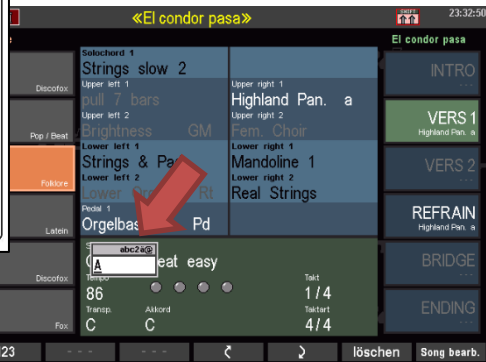 «El condor pasa»
SHIFT
23:32:50
El condor pasa
Solochord 1
Strings slow 2
Upper left 1
pull 7 bars
Upper right 1
Highland Pan. a
Upper left 2
Brightness GM
Upper right 2
Fem. Choir
Lower left 1
Strings & Pa
Lower right 1
Mandoline 1
Lower left 2
Lower Rt
Lower right 2
Real Strings
Pedal 1
Orgelbas Pd
abc2ä@
A
eat easy
Tempo
86
Takt
1/4
Transp.
C
Akkord
C
Taktart
4/4
Discofox
Pop / Beat
Folklore
Latein
Discofox
Fox
INTRO
- - -
VERS 1
Highland Pan. a
VERS 2
- - -
REFRAIN
Highland Pan. a
BRIDGE
- - -
ENDING
- - -
23
- - -
- - -
löschen
Song bearb.